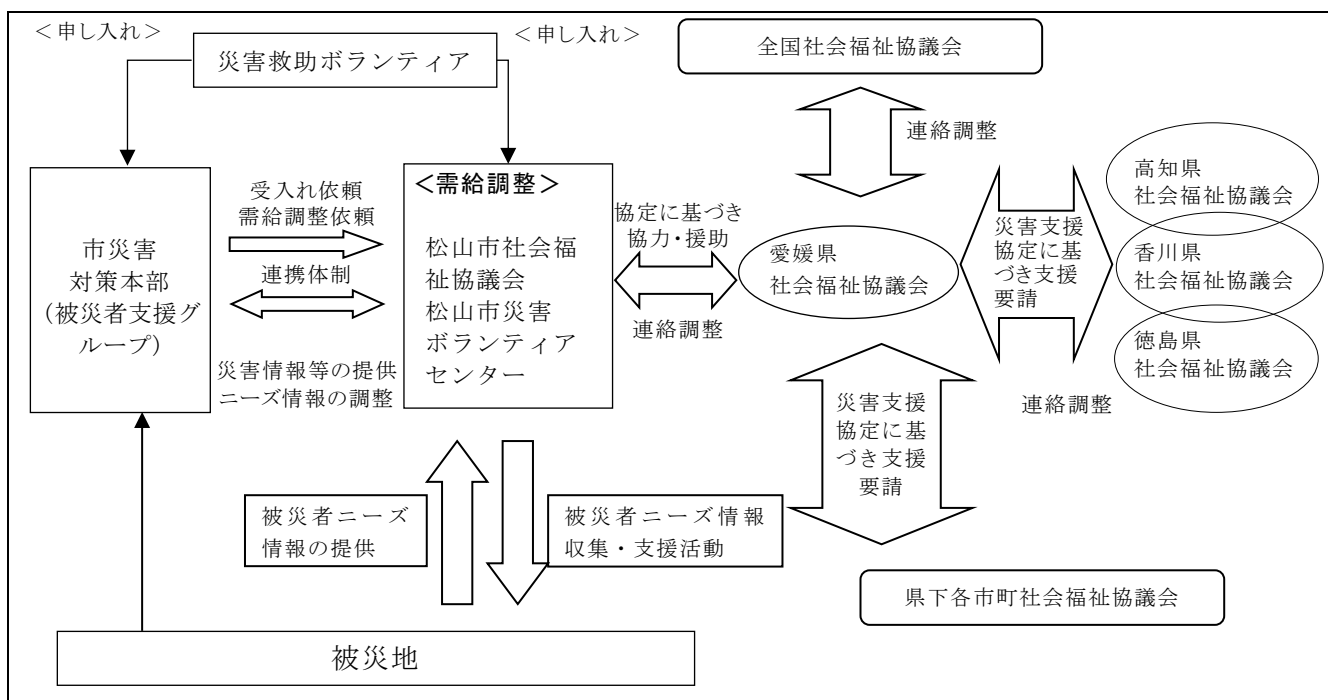 ＜申し入れ＞
災害救助ボランティア
＜申し入れ＞
全国社会福祉協議会
連絡調整
市災害
対策本部
(被災者支援グ
ループ)
受入れ依頼
需給調整依頼
連携体制
災害情報等の提供
ニーズ情報の調整
＜需給調整＞
松山市社会福
祉協議会
松山市災害
ボランティア
センター
協定に基づき
協力・援助
連絡調整
愛媛県
社会福祉協議会
災害支援
協定に基
づき支援
要請
連絡調整
高知県
社会福祉協議会
香川県
社会福祉協議会
徳島県
社会福祉協議会
災害支援
協定に基
づき支援
要請
県下各市町社会福祉協議会
被災者ニーズ
情報の提供
被災者ニーズ情報
収集・支援活動
被災地